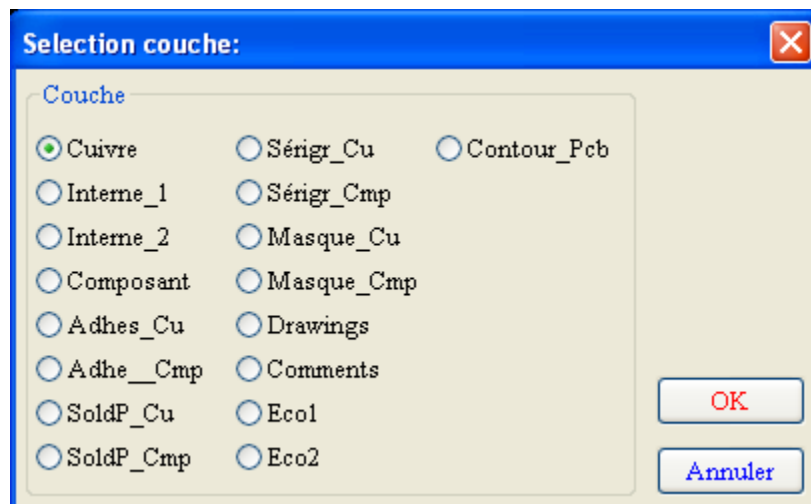 Selection couche:
Couche
Cuivre
Interne_1
Interne_2
Composant
Adhes_Cu
Adhe__Cmp
SoldP_Cu
SoldP_Cmp
Sérigr_Cu
Sérigr_Cmp
Masque_Cu
Masque_Cmp
Drawings
Comments
Eco1
Eco2
Contour_Pcb
OK
Annuler